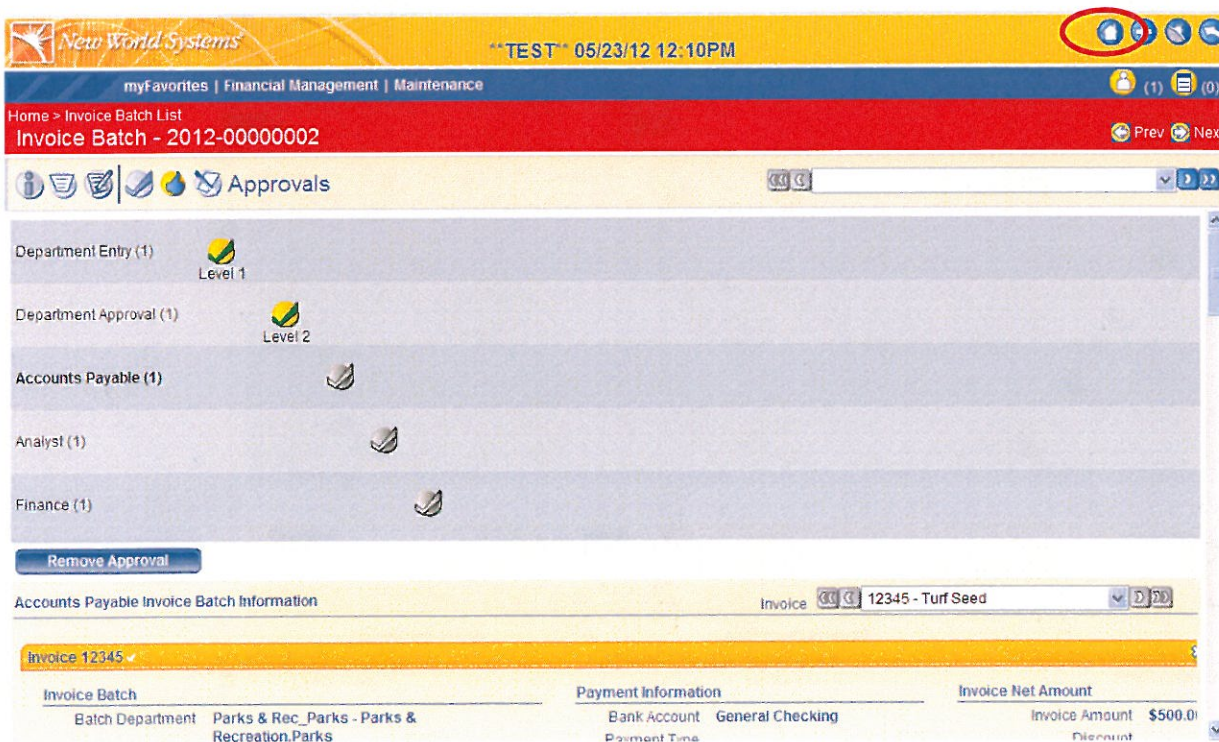 New World Systems
**TEST** 05/23/12 12:10PM
myFavorites | Financial Management | Maintenance
(1) (0)
Home > Invoice Batch List
Invoice Batch - 2012-00000002
Prev Next
Approvals
Department Entry (1)
Level 1
Department Approval (1)
Level 2
Accounts Payable (1)
Analyst (1)
Finance (1)
Remove Approval
Accounts Payable Invoice Batch Information
Invoice 12345 - Turf Seed
Invoice 12345
Invoice Batch Payment Information Invoice Net Amount
Batch Department Parks & Rec_Parks - Parks & Bank Account General Checking Invoice Amount $500.0
Recreation.Parks Payment Type Discount